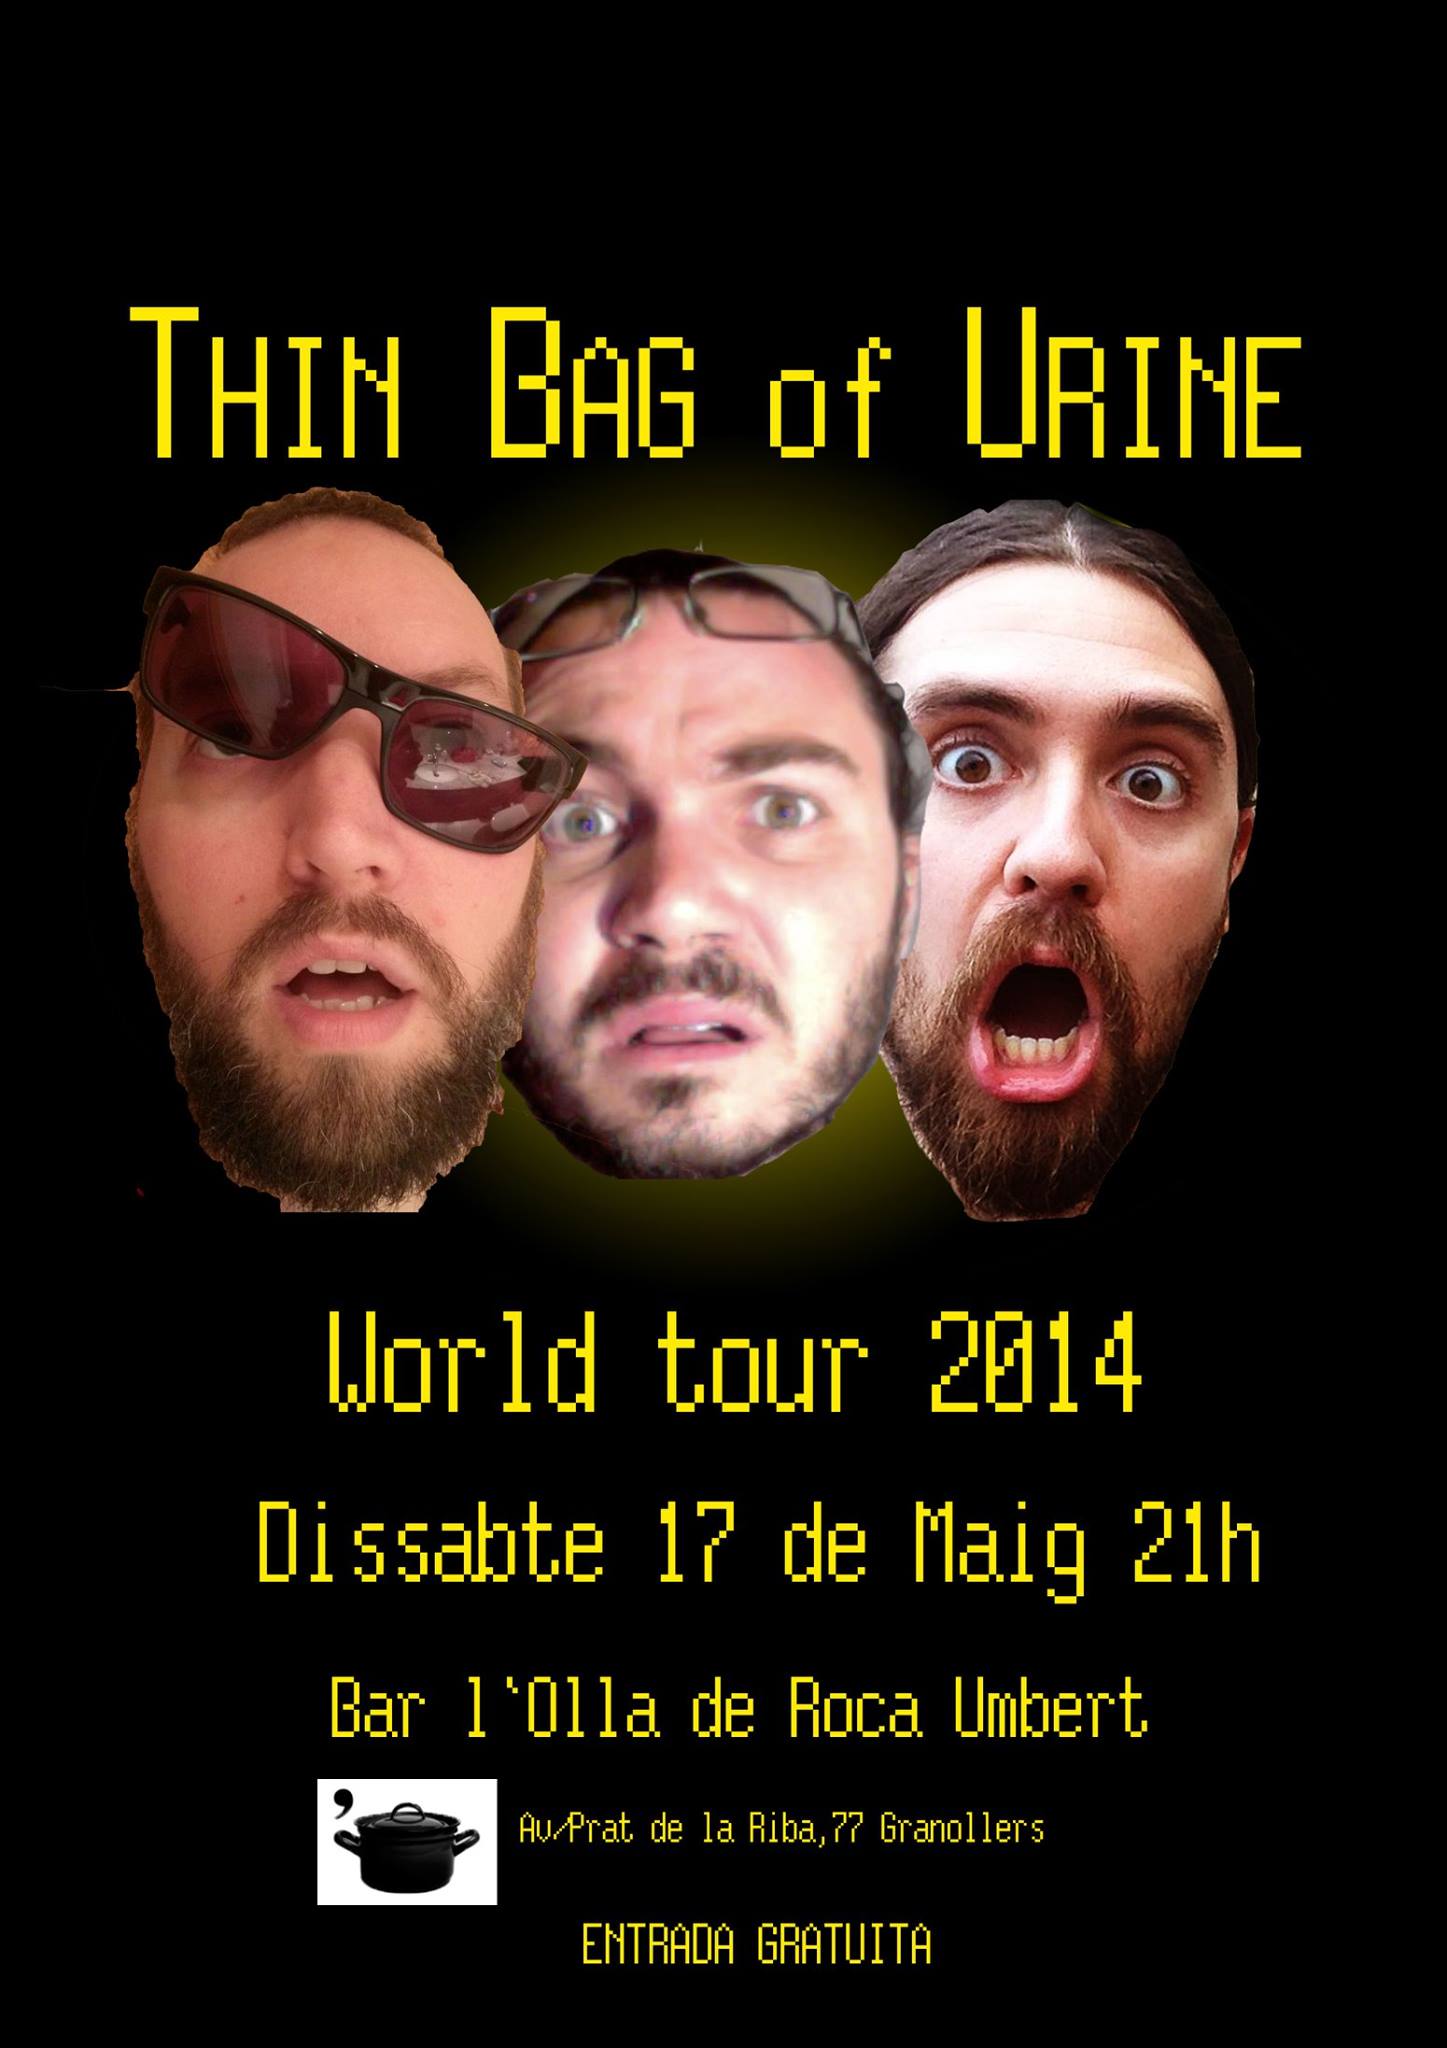 THIN BAG of URINE
World tour 2014
Dissabte 17 de Maig 21h
Bar l'Olla de Roca Umbert
Av/Prat de la Riba,77 Granollers
ENTRADA GRATUITA